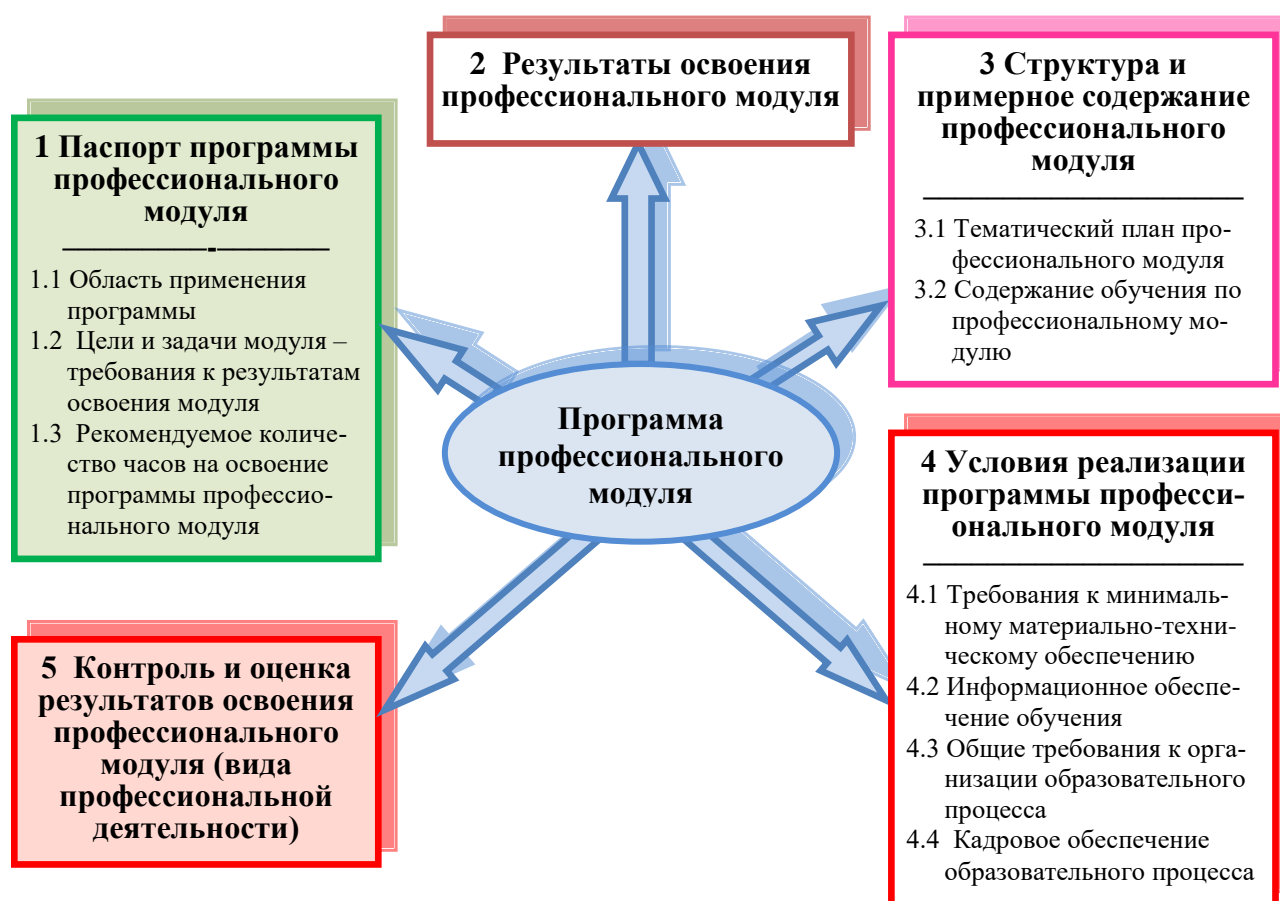 1 Паспорт программы
профессионального
модуля
1.1 Область применения
программы
1.2 Цели и задачи модуля –
требования к результатам
освоения модуля
1.3 Рекомендуемое количе-
ство часов на освоение
программы профессио-
нального модуля
2 Результаты освоения
профессионального модуля
3 Структура и
примерное содержание
профессионального
модуля
3.1 Тематический план про-
фессионального модуля
3.2 Содержание обучения по
профессиональному мо-
дулю
Программа
профессионального
модуля
4 Условия реализации
программы професси-
онального модуля
4.1 Требования к минималь-
ному материально-техни-
ческому обеспечению
4.2 Информационное обеспе-
чение обучения
4.3 Общие требования к орга-
низации образовательного
процесса
4.4 Кадровое обеспечение
образовательного процесса
5 Контроль и оценка
результатов освоения
профессионального
модуля (вида
профессиональной
деятельности)